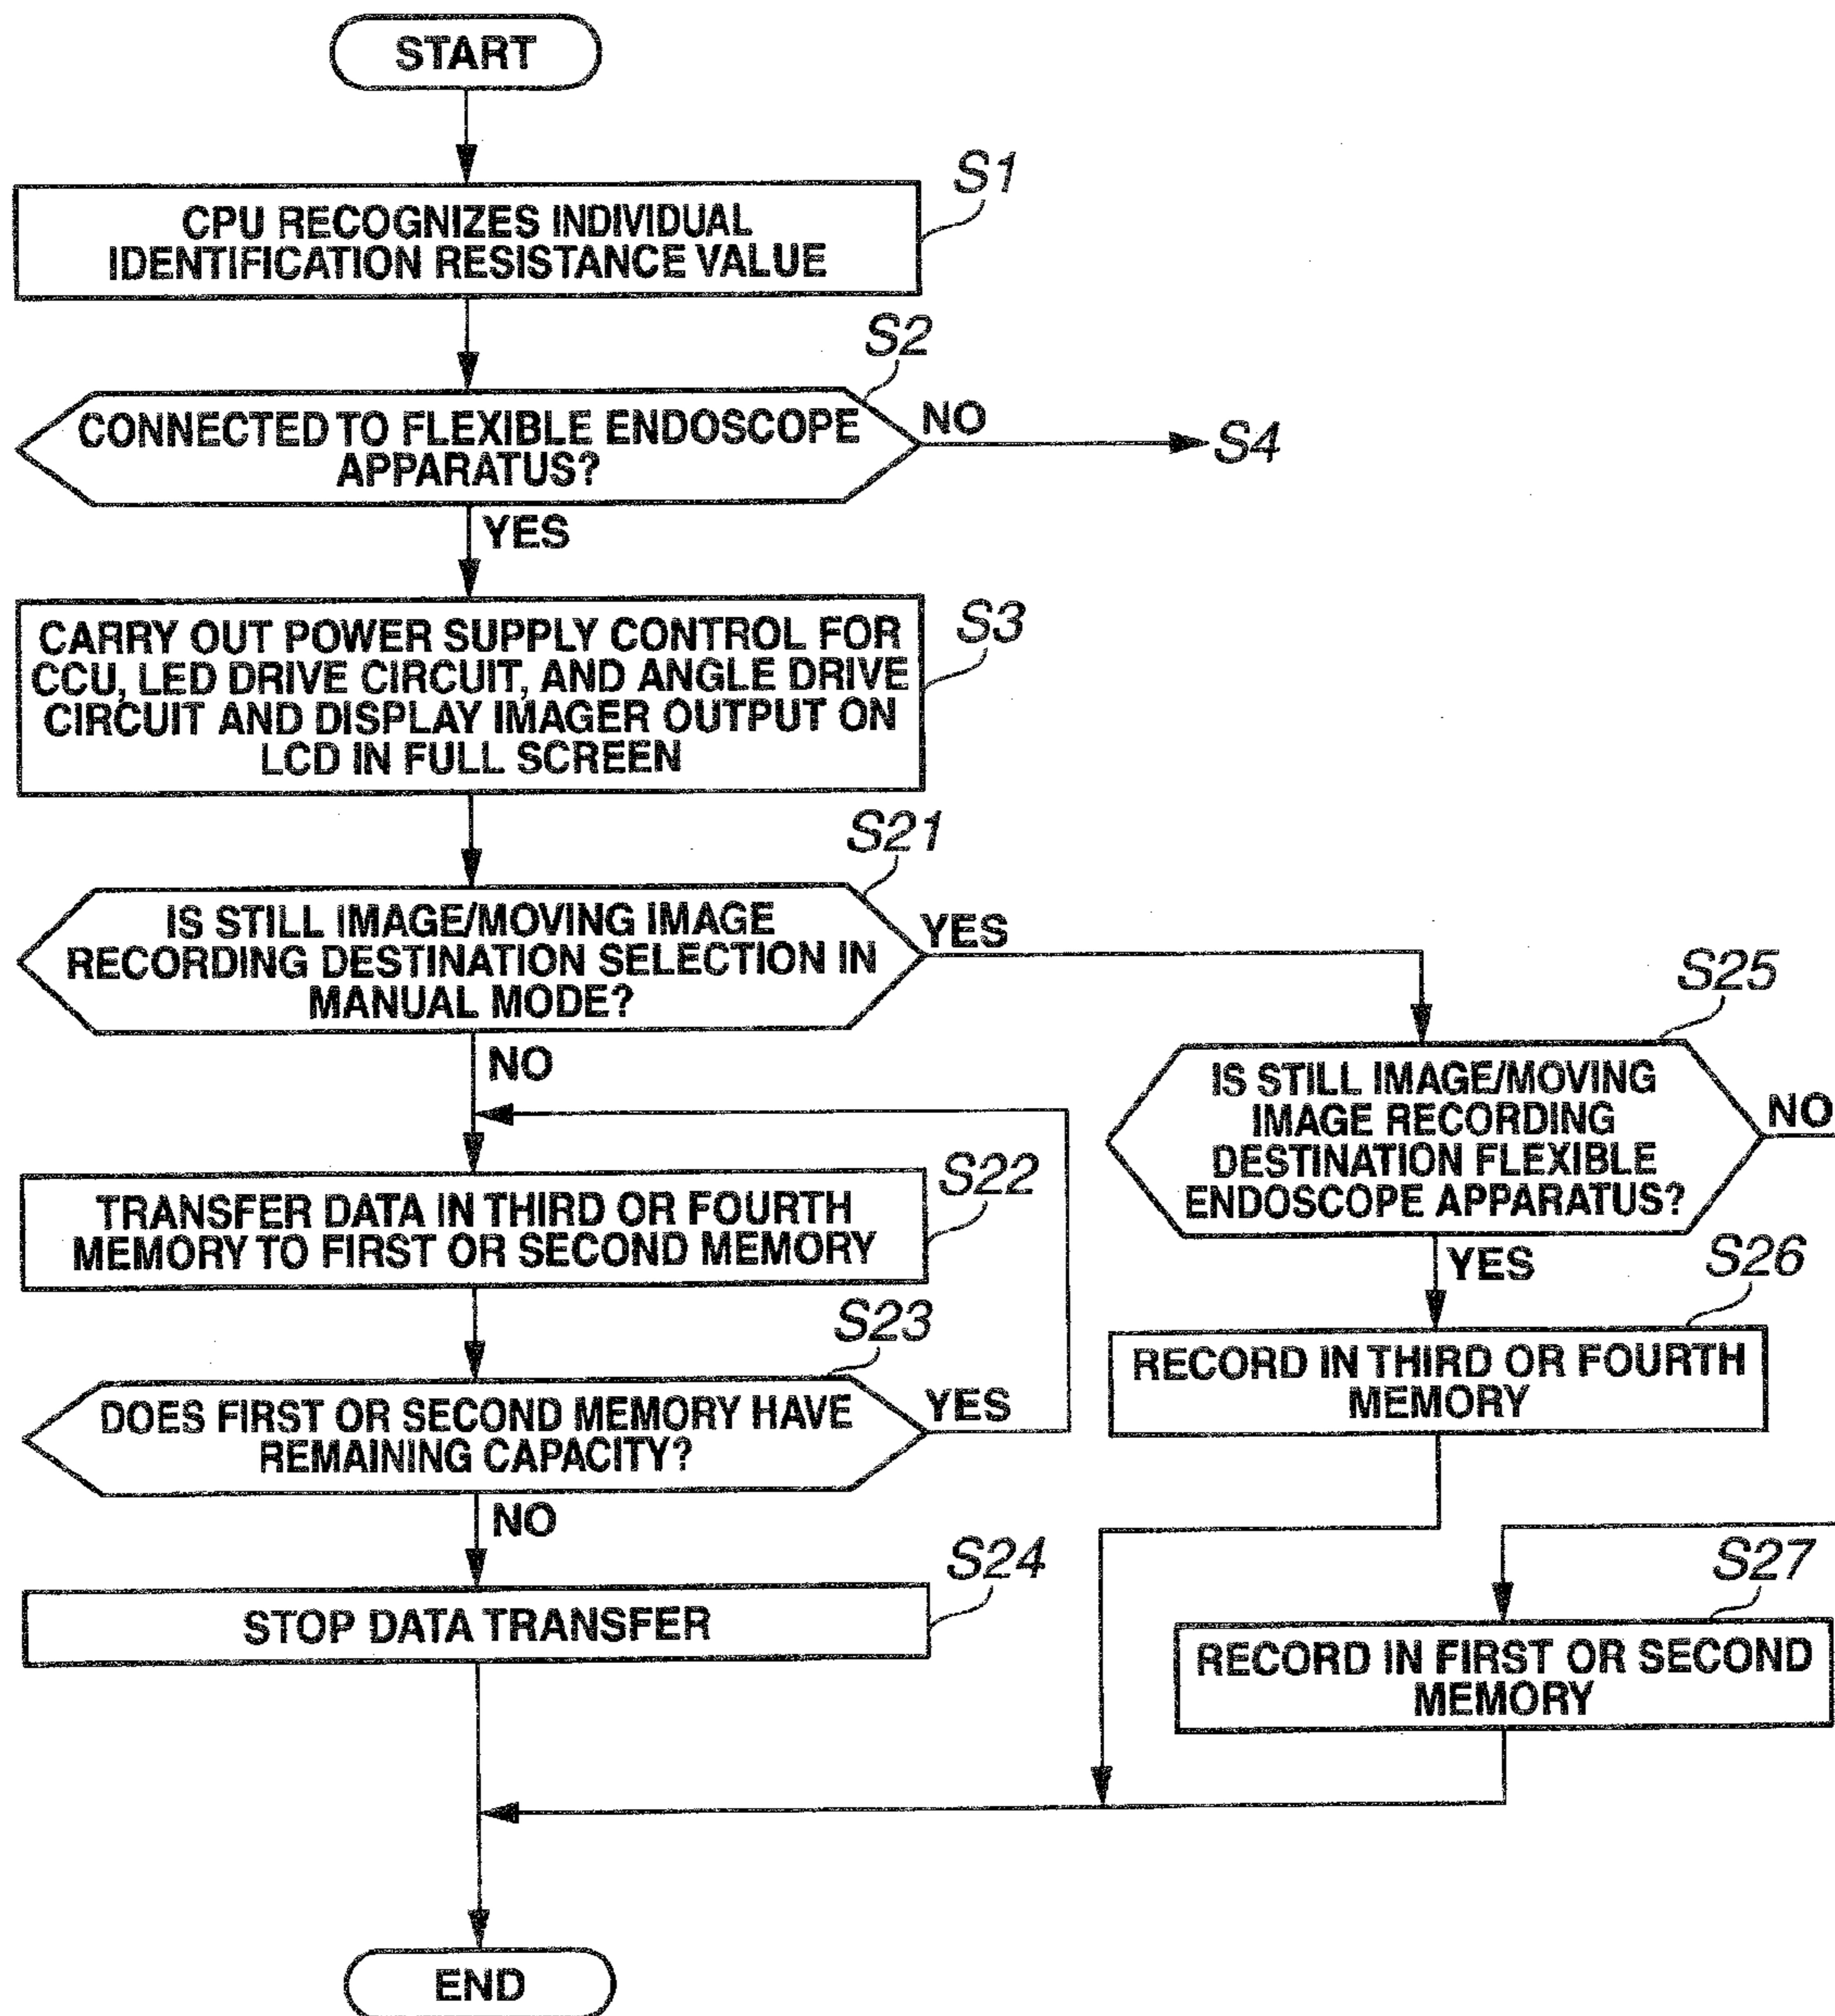 START
S1
CPU RECOGNIZES INDIVIDUAL
IDENTIFICATION RESISTANCE VALUE
S2
CONNECTED TO FLEXIBLE ENDOSCOPE
APPARATUS?
NO
S4
YES
S3
CARRY OUT POWER SUPPLY CONTROL FOR
CCU, LED DRIVE CIRCUIT, AND ANGLE DRIVE
CIRCUIT AND DISPLAY IMAGER OUTPUT ON
LCD IN FULL SCREEN
S21
IS STILL IMAGE/MOVING IMAGE
RECORDING DESTINATION SELECTION IN
MANUAL MODE?
YES
NO
S22
TRANSFER DATA IN THIRD OR FOURTH
MEMORY TO FIRST OR SECOND MEMORY
S23
DOES FIRST OR SECOND MEMORY HAVE
REMAINING CAPACITY?
YES
NO
S24
STOP DATA TRANSFER
S25
IS STILL IMAGE/MOVING
IMAGE RECORDING
DESTINATION FLEXIBLE
ENDOSCOPE APPARATUS?
NO
YES
S26
RECORD IN THIRD OR FOURTH
MEMORY
S27
RECORD IN FIRST OR SECOND
MEMORY
END